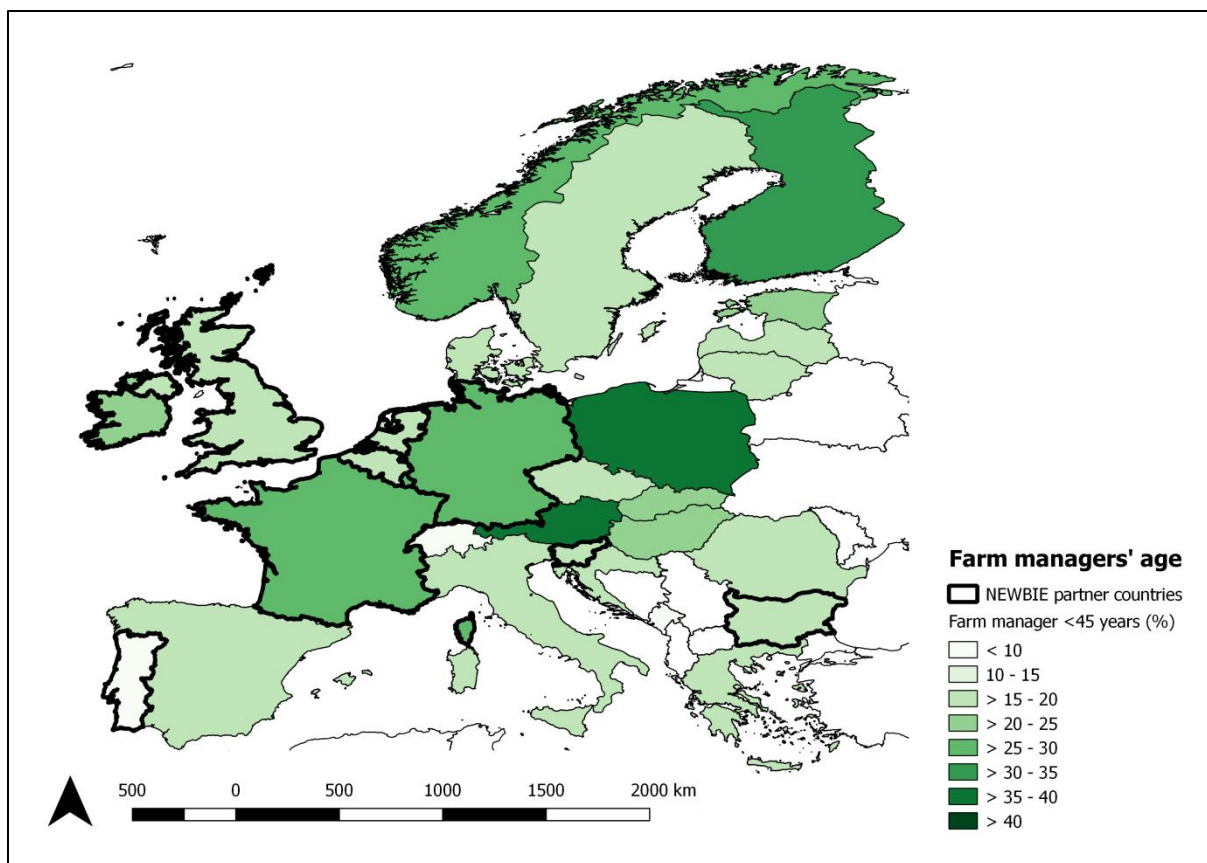 Farm managers' age
NEWBIE partner countries
Farm manager <45 years (%)
< 10
10 - 15
> 15 - 20
> 20 - 25
> 25 - 30
> 30 - 35
> 35 - 40
> 40
500 0 500 1000 1500 2000 km